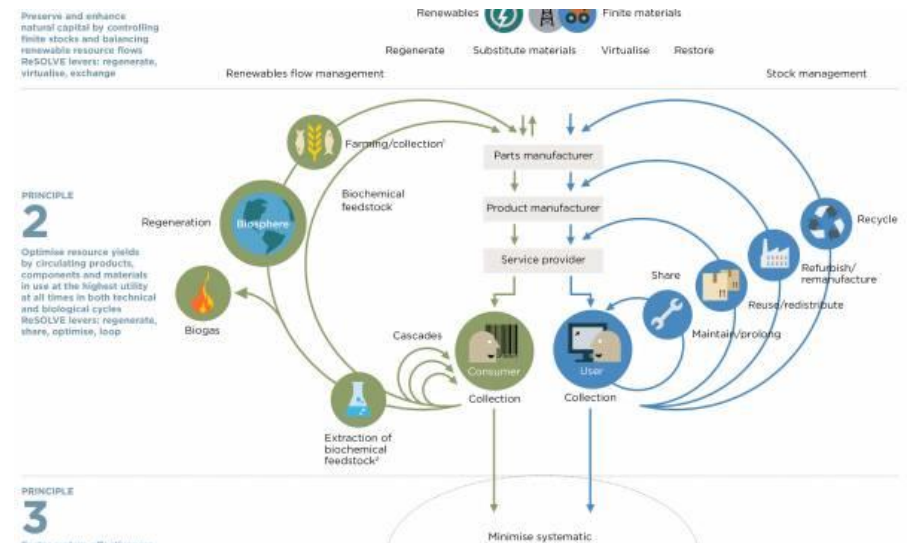 Preserve and enhance
natural capital by controlling
finite stocks and balancing
renewable resource flows
ReSOLVE levers: regenerate,
virtualise, exchange
Renewables
Finite materials
Regenerate
Substitute materials
Virtualise
Restore
Renewables flow management
Stock management
PRINCIPLE
2
Optimise resource yields
by circulating products,
components and materials
in use at the highest utility
at all times in both technical
and biological cycles
ReSOLVE levers: regenerate,
share, optimise, loop
Farming/collection¹
Biochemical
feedstock
Regeneration
Biosphere
Biogas
Cascades
Extraction of
biochemical
feedstock²
Parts manufacturer
Product manufacturer
Service provider
Consumer
User
Collection
Collection
Share
Maintain/prolong
Reuse/redistribute
Refurbish/
remanufacture
Recycle
PRINCIPLE
3
Minimise systematic